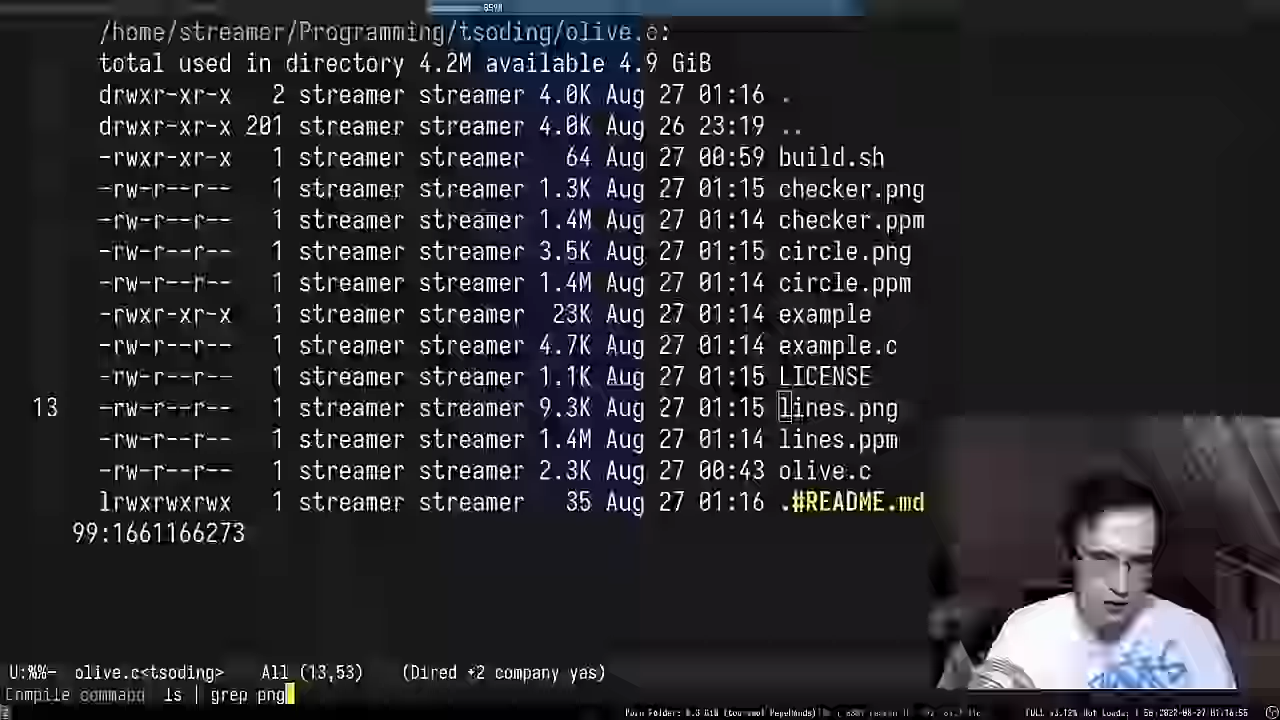 /home/streamer/Programming/tsoding/olive.c:
total used in directory 4.2M available 4.9 GiB
drwxr-xr-x 2 streamer streamer 4.0K Aug 27 01:16 .
drwxr-xr-x 201 streamer streamer 4.0K Aug 26 23:19 ..
-rwxr-xr-x 1 streamer streamer 64 Aug 27 00:59 build.sh
-rw-r--r-- 1 streamer streamer 1.3K Aug 27 01:15 checker.png
-rw-r--r-- 1 streamer streamer 1.4M Aug 27 01:14 checker.ppm
-rw-r--r-- 1 streamer streamer 3.5K Aug 27 01:15 circle.png
-rw-r--r-- 1 streamer streamer 1.4M Aug 27 01:14 circle.ppm
-rwxr-xr-x 1 streamer streamer 23K Aug 27 01:14 example
-rw-r--r-- 1 streamer streamer 4.7K Aug 27 01:14 example.c
-rw-r--r-- 1 streamer streamer 1.1K Aug 27 01:15 LICENSE
13 -rw-r--r-- 1 streamer streamer 9.3K Aug 27 01:15 lines.png
-rw-r--r-- 1 streamer streamer 1.4M Aug 27 01:14 lines.ppm
-rw-r--r-- 1 streamer streamer 2.3K Aug 27 00:43 olive.c
lrwxrwxrwx 1 streamer streamer 35 Aug 27 01:16 .#README.md
99:1661166273
U:%%- olive.c<tsoding> All (13,53) (Dired +2 company yas)
Compile command ls | grep png